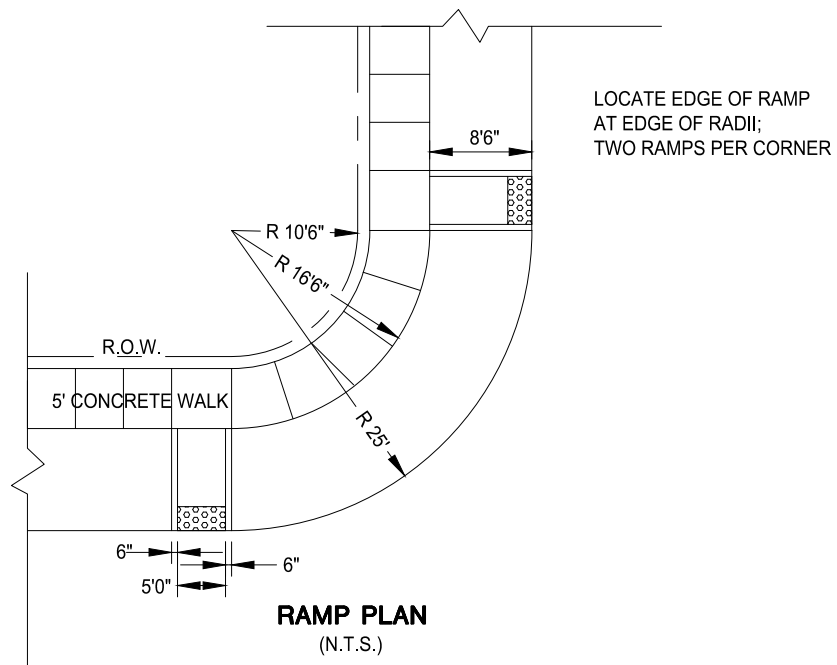 LOCATE EDGE OF RAMP
AT EDGE OF RADII;
TWO RAMPS PER CORNER
8'6"
R 10'6"
R 16'6"
R.O.W.
5' CONCRETE WALK
R 25'
6"
6"
5'0"
RAMP PLAN
(N.T.S.)